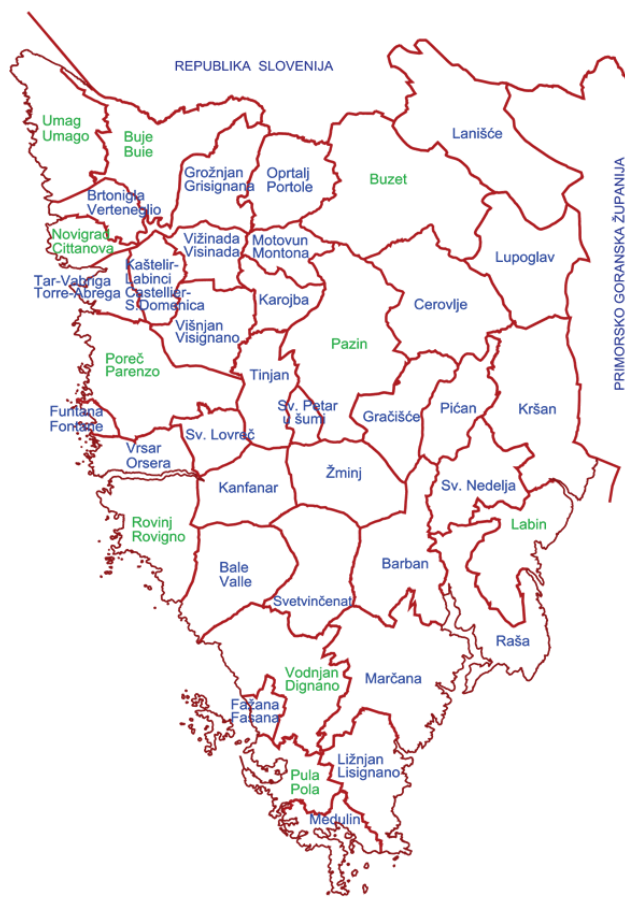 REPUBLIKA SLOVENIJA
PRIMORSKO GORANSKA ŽUPANIJA
Umag
Umago
Buje
Buie
Lanišće
Grožnjan
Grisignana
Oprtalj
Portole
Buzet
Brtonigla
Verteneglio
Novigrad
Cittanova
Vižinada
Visinada
Motovun
Montona
Lupoglav
Tar-Vabriga
Torre-Abrega
Kaštelir-
Labinci
Castellier-
S.Domenica
Karojba
Cerovlje
Višnjan
Visignano
Poreč
Parenzo
Pazin
Tinjan
Sv. Petar
u šumi
Gračišće
Pićan
Kršan
Funtana
Fontane
Vrsar
Orsera
Sv. Lovreč
Kanfanar
Žminj
Sv. Nedelja
Rovinj
Rovigno
Labin
Bale
Valle
Barban
Svetvinčenat
Raša
Vodnjan
Dignano
Marčana
Fažana
Fasana
Ližnjan
Lisignano
Pula
Pola
Medulin